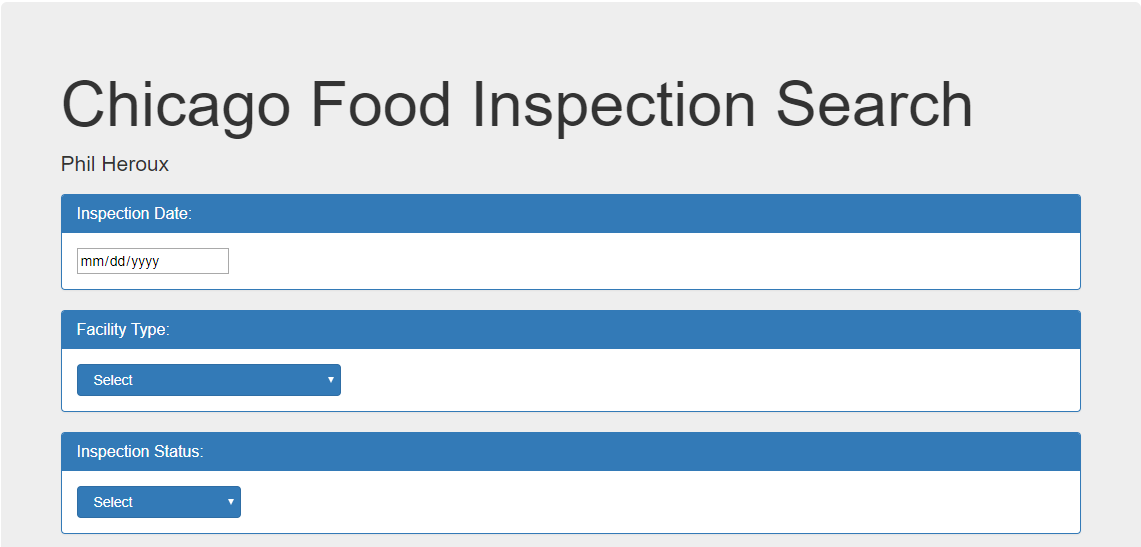 Chicago Food Inspection Search
Phil Heroux
Inspection Date:
mm/dd/yyyy
Facility Type:
Select
Inspection Status:
Select